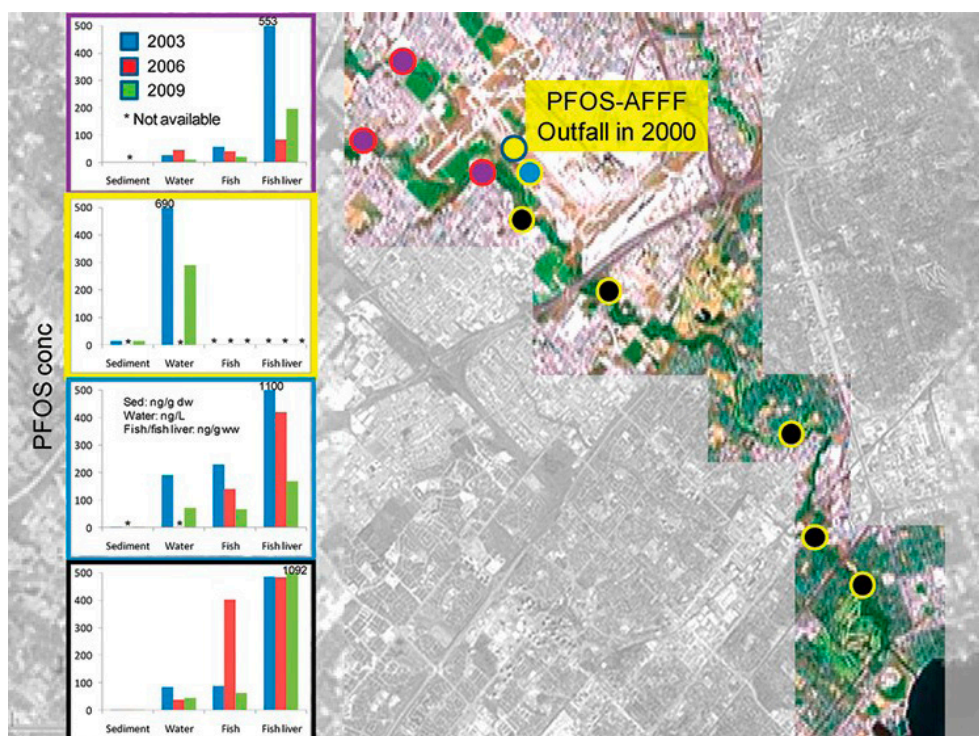 PFOS conc
553
500
400
300
200
100
0
2003
2006
2009
* Not available
*
Sediment Water Fish Fish liver
690
500
400
300
200
100
0
* * * * * * * *
Sediment Water Fish Fish liver
1100
500
400
300
200
100
0
Sed: ng/g dw
Water: ng/L
Fish/fish liver: ng/g ww
* *
Sediment Water Fish Fish liver
1092
500
400
300
200
100
0
Sediment Water Fish Fish liver
PFOS-AFFF
Outfall in 2000